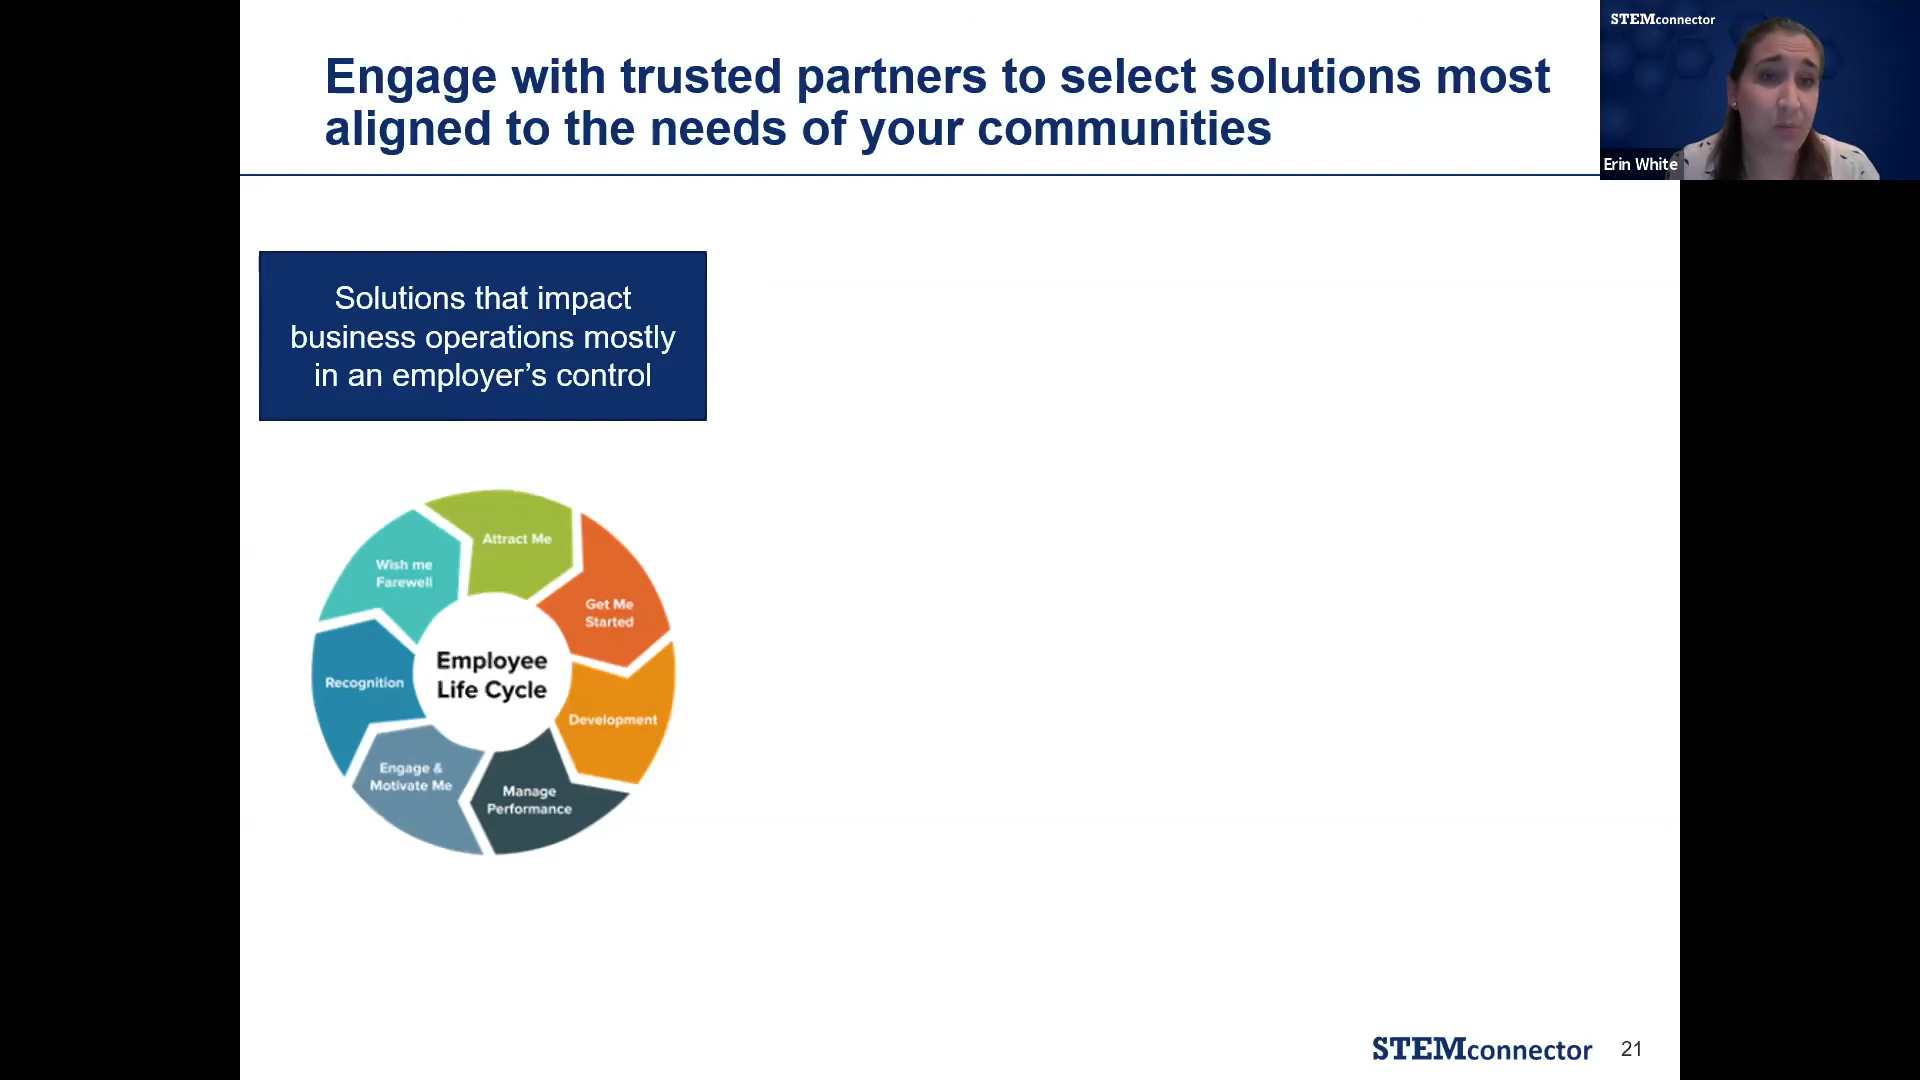 Engage with trusted partners to select solutions most
aligned to the needs of your communities
STEMconnector
Erin White
Solutions that impact
business operations mostly
in an employer’s control
Attract Me
Get Me
Started
Development
Manage
Performance
Engage &
Motivate Me
Recognition
Wish me
Farewell
Employee
Life Cycle
STEMconnector
21